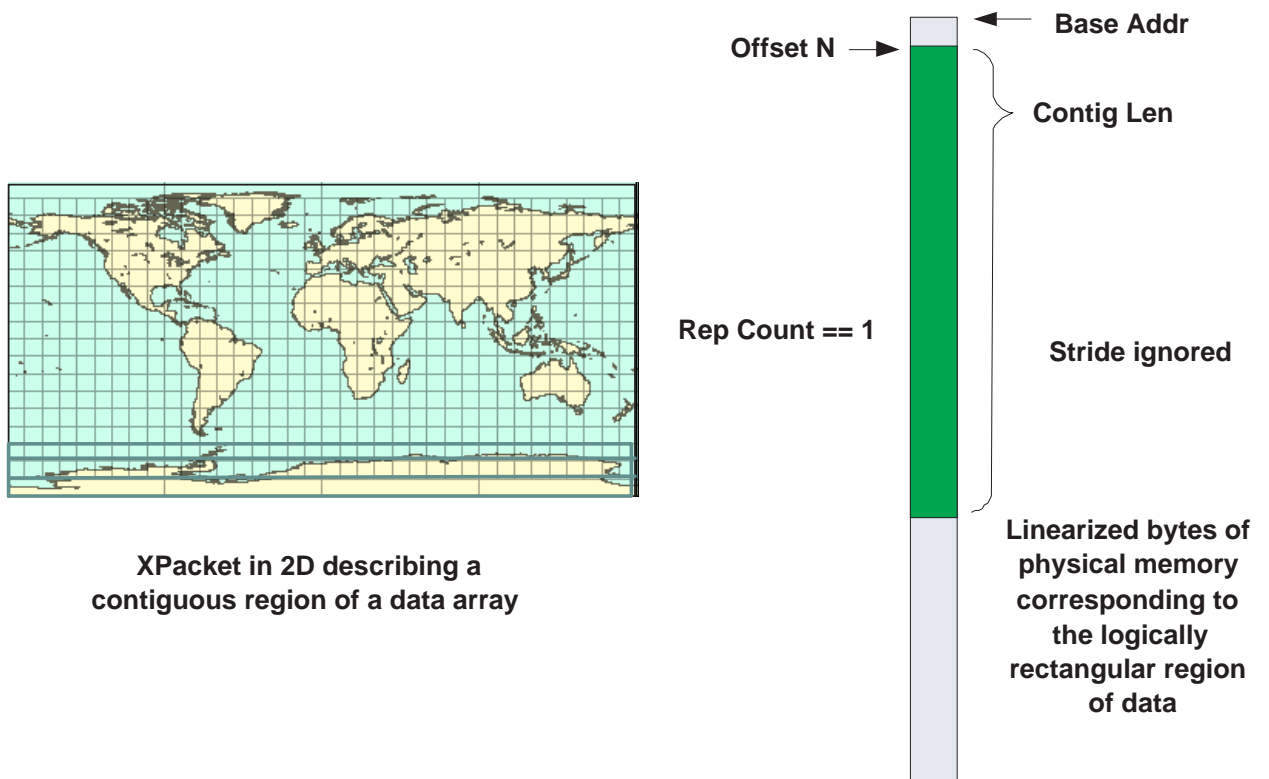 Base Addr
Offset N
Contig Len
Rep Count == 1
Stride ignored
XPacket in 2D describing a
contiguous region of a data array
Linearized bytes of
physical memory
corresponding to
the logically
rectangular region
of data